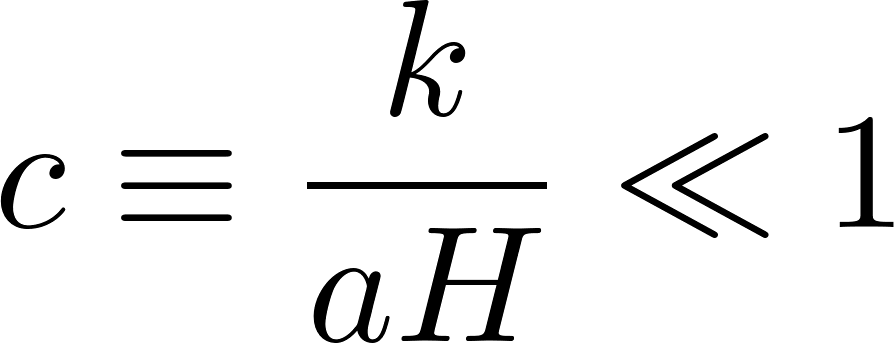 c ≡ k/(aH) ≪ 1